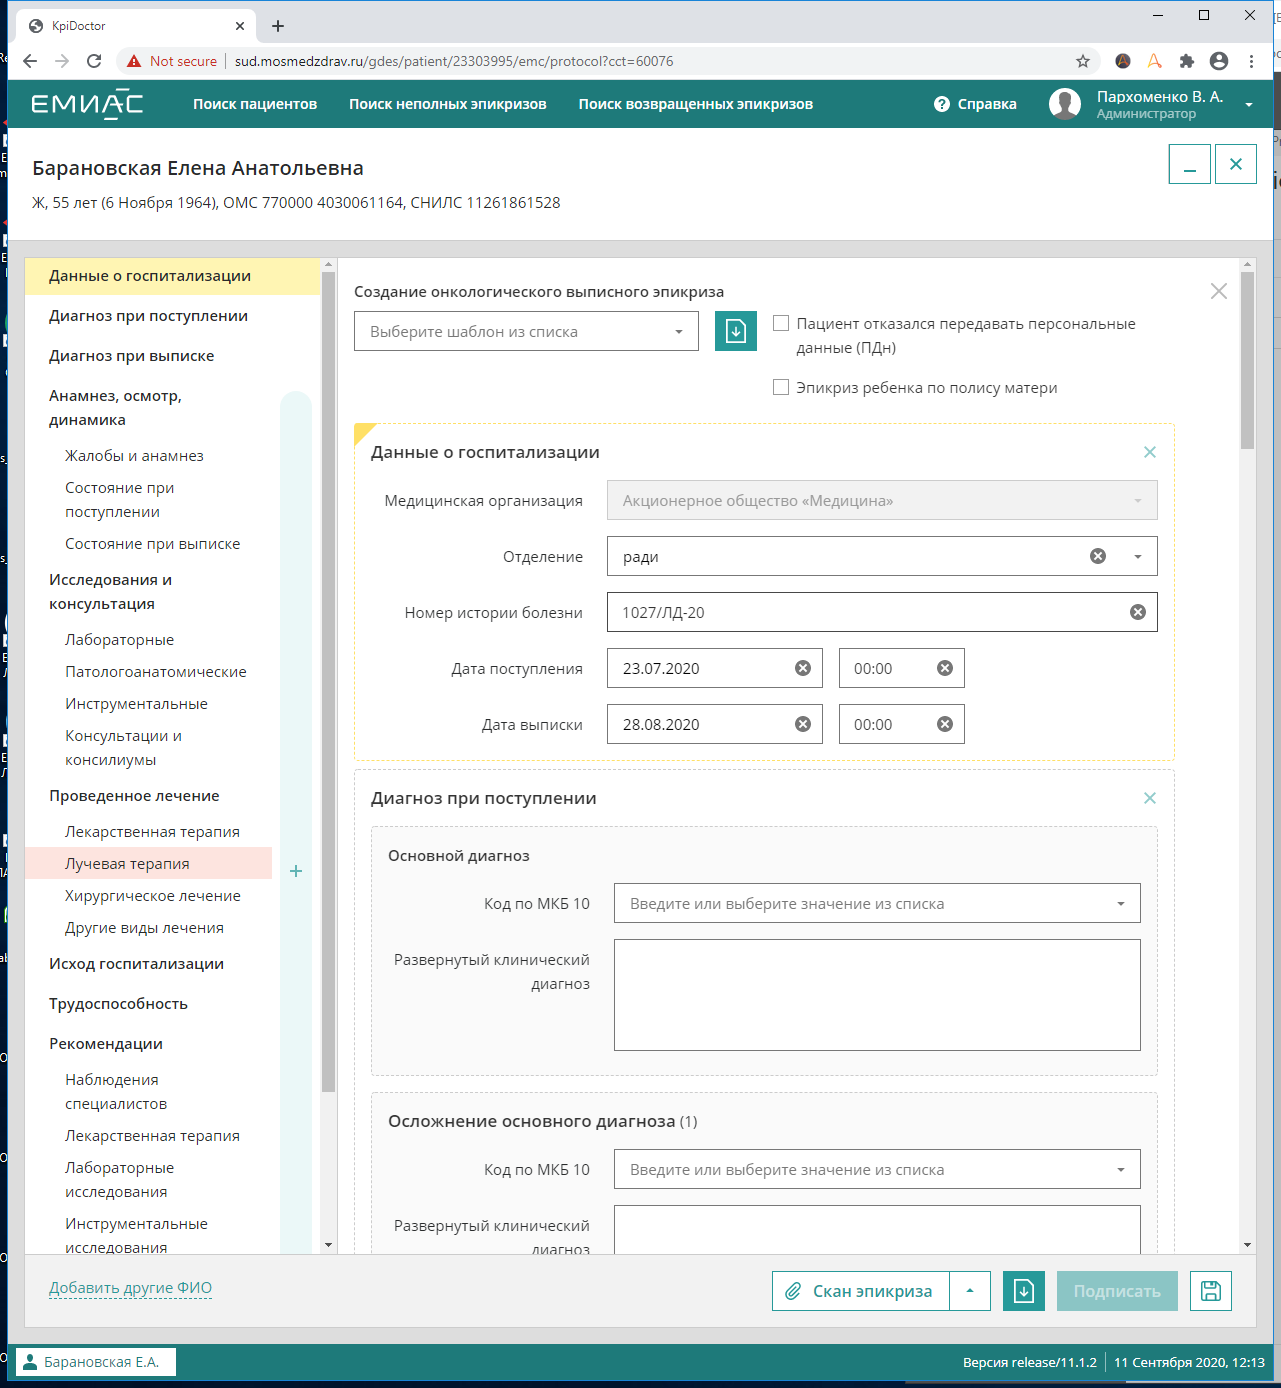 KpiDoctor
Not secure
sud.mosmedzdrav.ru/gdes/patient/23303995/emc/protocol?cct=60076
ЕМИАС
Поиск пациентов
Поиск неполных эпикризов
Поиск возвращенных эпикризов
Справка
Пархоменко В. А.
Администратор
Барановская Елена Анатольевна
Ж, 55 лет (6 Ноября 1964), ОМС 770000 4030061164, СНИЛС 11261861528
Данные о госпитализации
Диагноз при поступлении
Диагноз при выписке
Анамнез, осмотр,
динамика
Жалобы и анамнез
Состояние при
поступлении
Состояние при выписке
Исследования и
консультация
Лабораторные
Патологоанатомические
Инструментальные
Консультации и
консилиумы
Проведенное лечение
Лекарственная терапия
Лучевая терапия
Хирургическое лечение
Другие виды лечения
Исход госпитализации
Трудоспособность
Рекомендации
Наблюдения
специалистов
Лекарственная терапия
Лабораторные
исследования
Инструментальные
исследования
Создание онкологического выписного эпикриза
Выберите шаблон из списка
Пациент отказался передавать персональные
данные (ПДн)
Эпикриз ребенка по полису матери
Данные о госпитализации
Медицинская организация
Акционерное общество «Медицина»
Отделение
ради
Номер истории болезни
1027/ЛД-20
Дата поступления
23.07.2020
00:00
Дата выписки
28.08.2020
00:00
Диагноз при поступлении
Основной диагноз
Код по МКБ 10
Введите или выберите значение из списка
Развернутый клинический
диагноз
Осложнение основного диагноза (1)
Код по МКБ 10
Введите или выберите значение из списка
Развернутый клинический
диагноз
Добавить другие ФИО
Скан эпикриза
Подписать
Барановская Е.А.
Версия release/11.1.2
11 Сентября 2020, 12:13